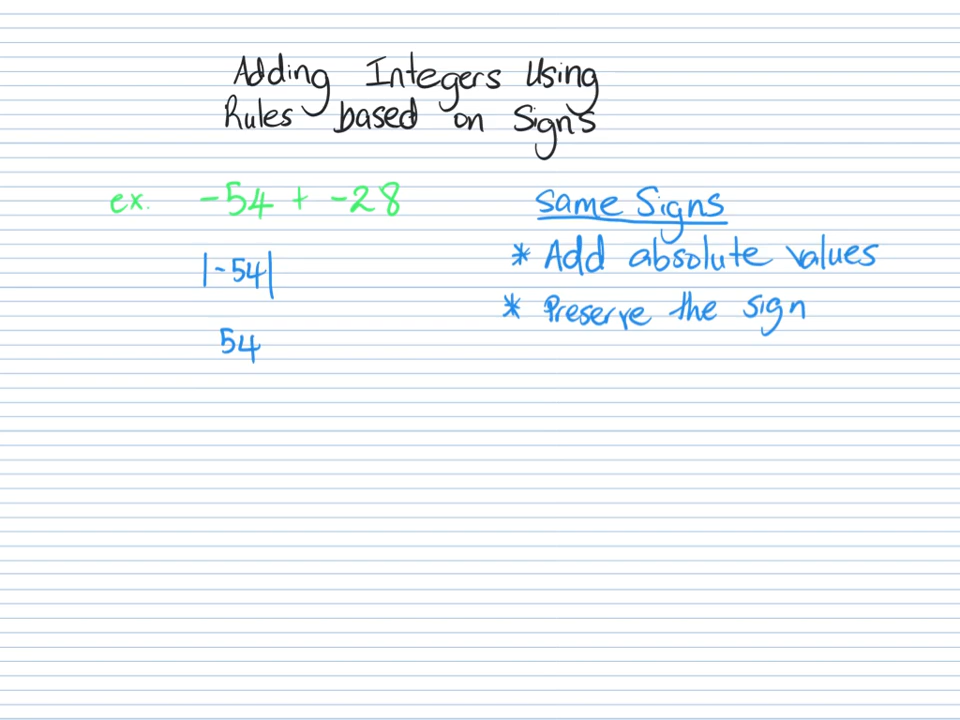 Adding Integers Using
Rules based on Signs
ex. -54 + -28
|-54|
54
Same Signs
* Add absolute values
* Preserve the sign